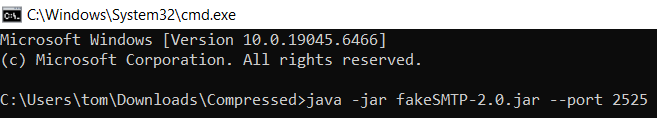 C:\Windows\System32\cmd.exe
Microsoft Windows [Version 10.0.19045.6466]
(c) Microsoft Corporation. All rights reserved.
C:\Users\tom\Downloads\Compressed>java -jar fakeSMTP-2.0.jar --port 2525